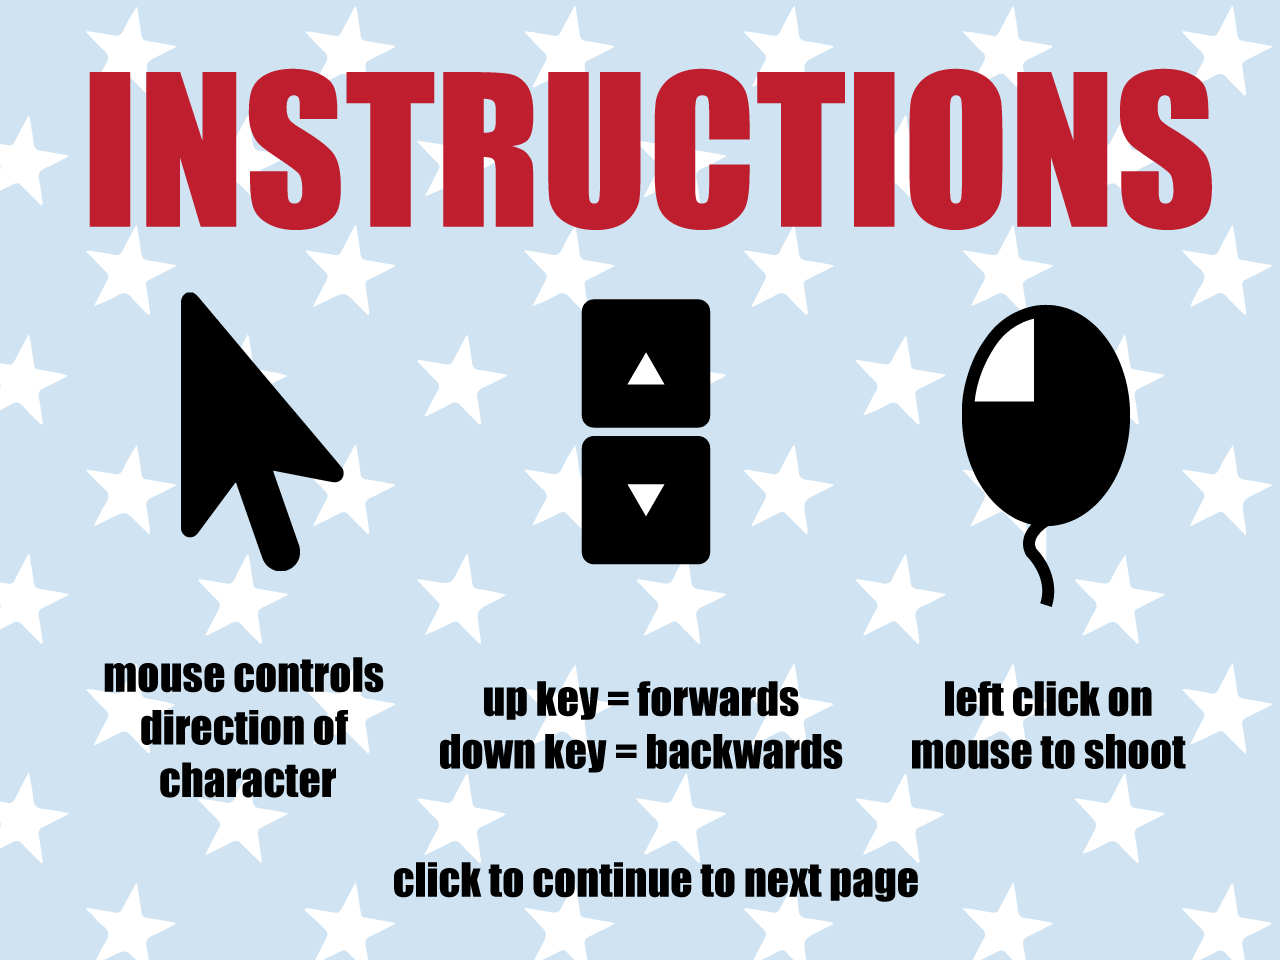 INSTRUCTIONS
mouse controls
direction of
character
up key = forwards
down key = backwards
left click on
mouse to shoot
click to continue to next page